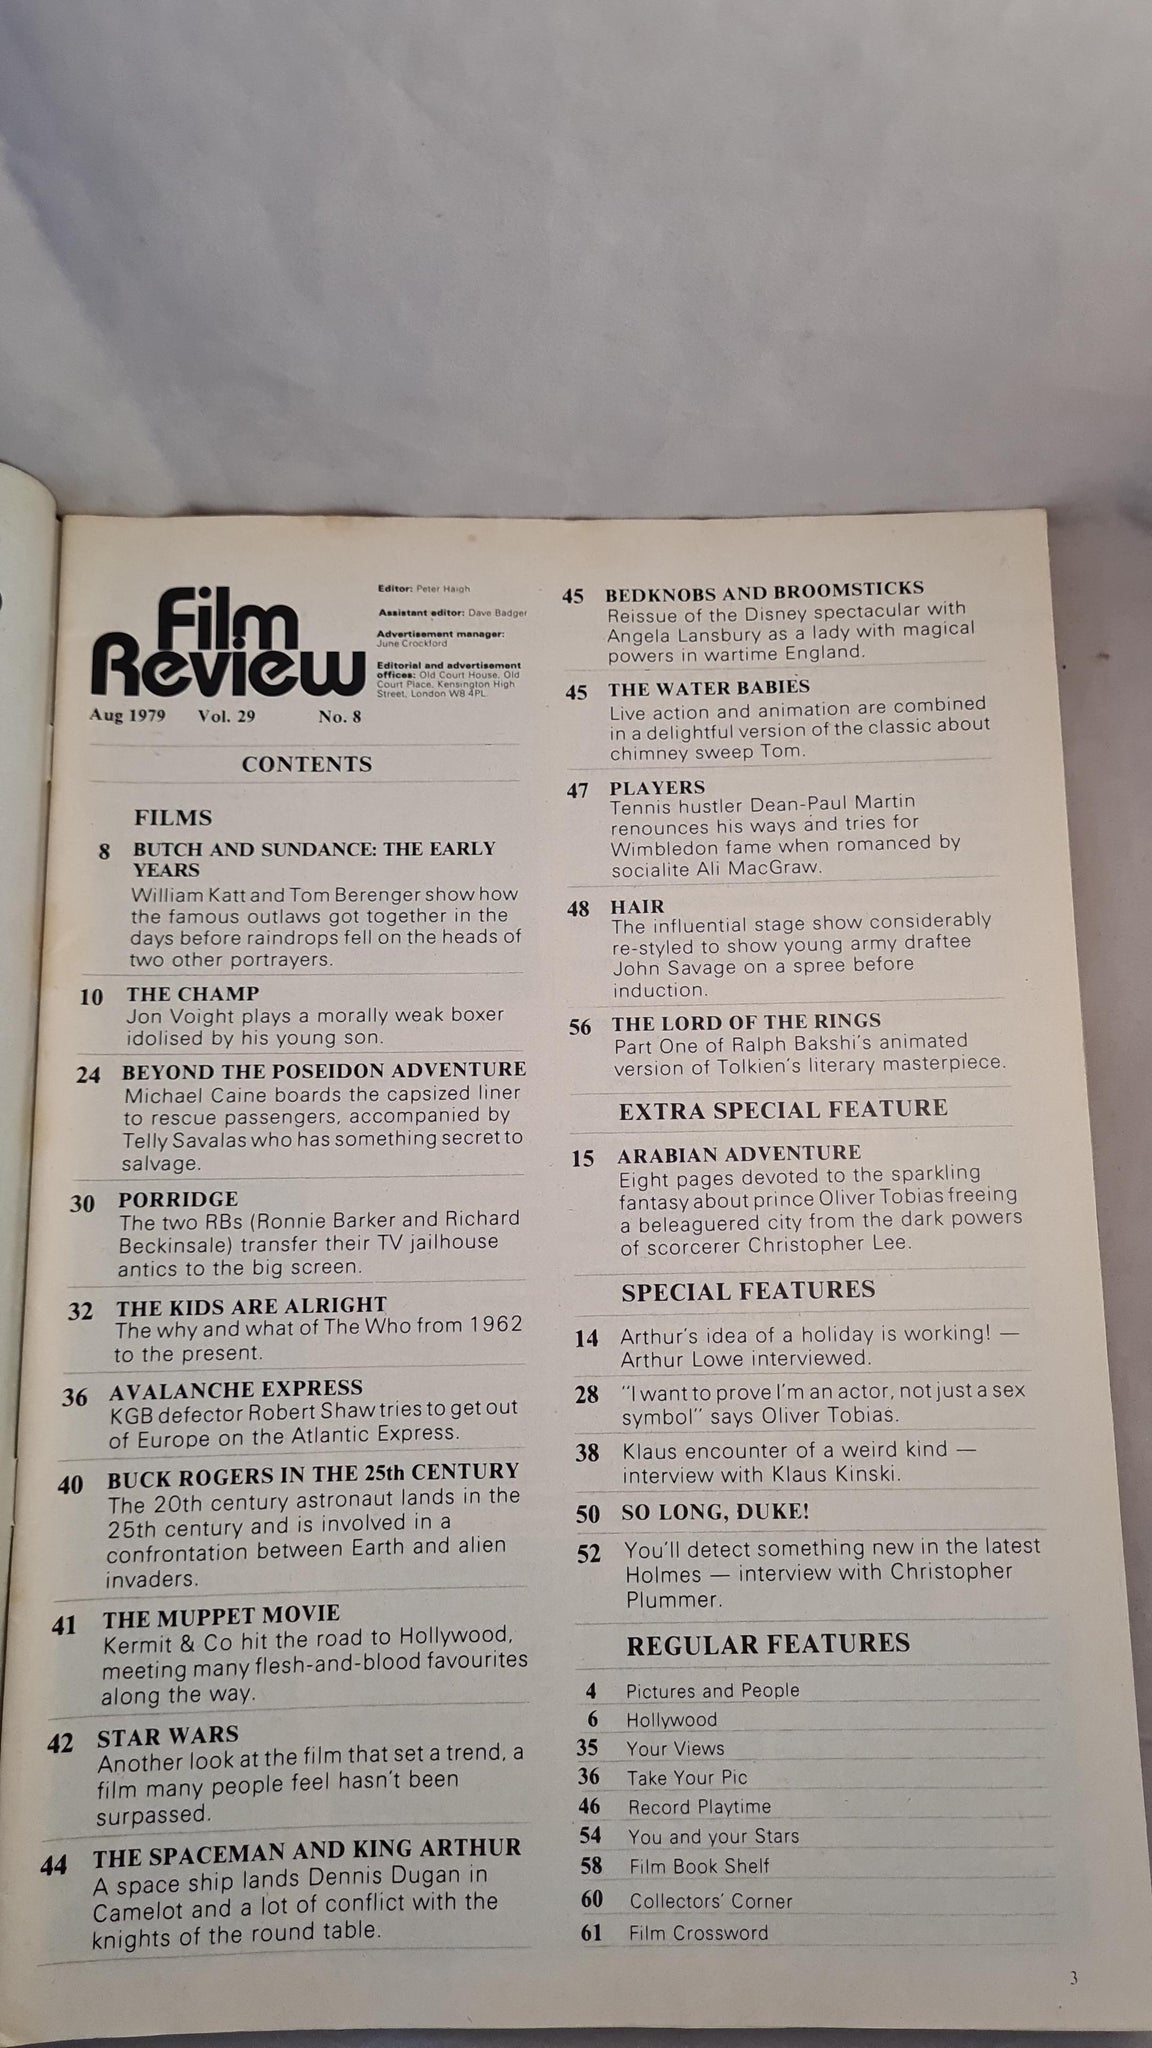 Film
Review
Aug 1979 Vol. 29 No. 8
Editor: Peter Haigh
Assistant editor: Dave Badger
Advertisement manager:
June Crockford
Editorial and advertisement
offices: Old Court House, Old
Court Place, Kensington High
Street, London W8 4PL
CONTENTS
FILMS
8 BUTCH AND SUNDANCE: THE EARLY
YEARS
William Katt and Tom Berenger show how
the famous outlaws got together in the
days before raindrops fell on the heads of
two other portrayers.
10 THE CHAMP
Jon Voight plays a morally weak boxer
idolised by his young son.
24 BEYOND THE POSEIDON ADVENTURE
Michael Caine boards the capsized liner
to rescue passengers, accompanied by
Telly Savalas who has something secret to
salvage.
30 PORRIDGE
The two RBs (Ronnie Barker and Richard
Beckinsale) transfer their TV jailhouse
antics to the big screen.
32 THE KIDS ARE ALRIGHT
The why and what of The Who from 1962
to the present.
36 AVALANCHE EXPRESS
KGB defector Robert Shaw tries to get out
of Europe on the Atlantic Express.
40 BUCK ROGERS IN THE 25th CENTURY
The 20th century astronaut lands in the
25th century and is involved in a
confrontation between Earth and alien
invaders.
41 THE MUPPET MOVIE
Kermit & Co hit the road to Hollywood,
meeting many flesh-and-blood favourites
along the way.
42 STAR WARS
Another look at the film that set a trend, a
film many people feel hasn't been
surpassed.
44 THE SPACEMAN AND KING ARTHUR
A space ship lands Dennis Dugan in
Camelot and a lot of conflict with the
knights of the round table.
45 BEDKNOBS AND BROOMSTICKS
Reissue of the Disney spectacular with
Angela Lansbury as a lady with magical
powers in wartime England.
45 THE WATER BABIES
Live action and animation are combined
in a delightful version of the classic about
chimney sweep Tom.
47 PLAYERS
Tennis hustler Dean-Paul Martin
renounces his ways and tries for
Wimbledon fame when romanced by
socialite Ali MacGraw.
48 HAIR
The influential stage show considerably
re-styled to show young army draftee
John Savage on a spree before
induction.
56 THE LORD OF THE RINGS
Part One of Ralph Bakshi's animated
version of Tolkien's literary masterpiece.
EXTRA SPECIAL FEATURE
15 ARABIAN ADVENTURE
Eight pages devoted to the sparkling
fantasy about prince Oliver Tobias freeing
a beleaguered city from the dark powers
of scorcerer Christopher Lee.
SPECIAL FEATURES
14 Arthur's idea of a holiday is working! —
Arthur Lowe interviewed.
28 "I want to prove I'm an actor, not just a sex
symbol" says Oliver Tobias.
38 Klaus encounter of a weird kind —
interview with Klaus Kinski.
50 SO LONG, DUKE!
52 You'll detect something new in the latest
Holmes — interview with Christopher
Plummer.
REGULAR FEATURES
4 Pictures and People
6 Hollywood
35 Your Views
36 Take Your Pic
46 Record Playtime
54 You and your Stars
58 Film Book Shelf
60 Collectors' Corner
61 Film Crossword
3